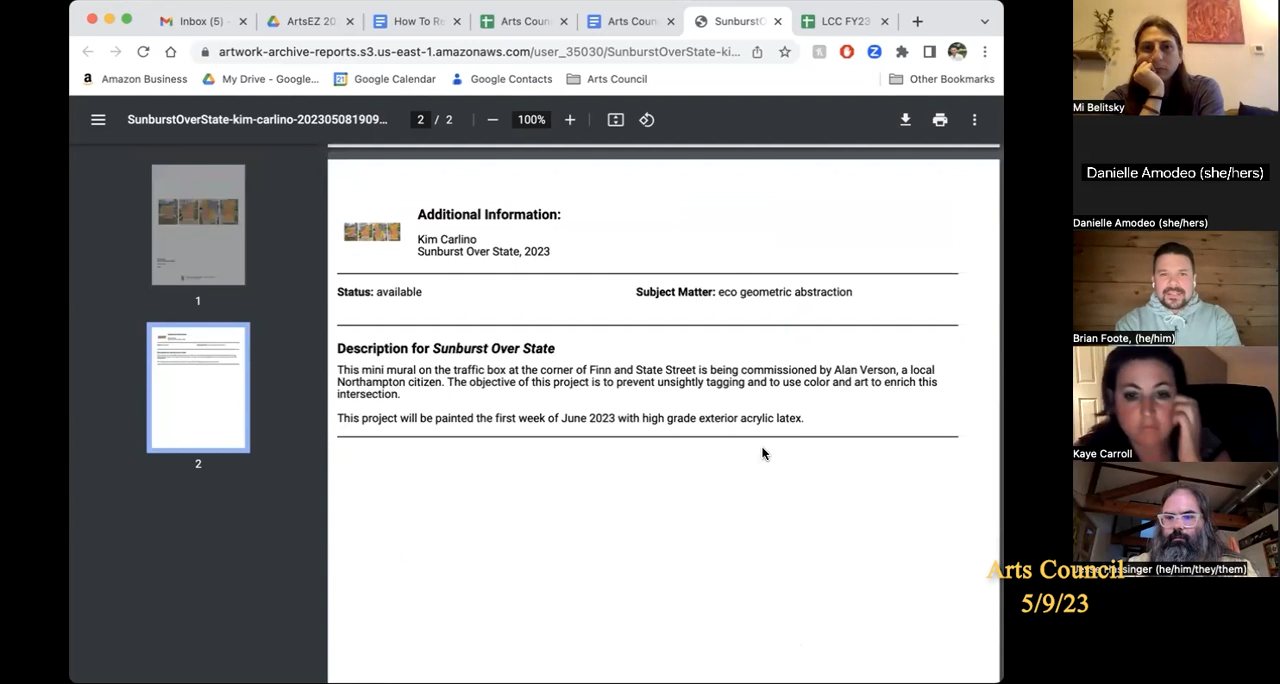 Inbox (5)
ArtsEZ 20
How To Re
Arts Coun
Arts Coun
SunburstO
LCC FY23
artwork-archive-reports.s3.us-east-1.amazonaws.com/user_35030/SunburstOverState-ki...
Amazon Business
My Drive - Google...
Google Calendar
Google Contacts
Arts Council
Other Bookmarks
SunburstOverState-kim-carlino-202305081909...
2 / 2
100%
1
2
Additional Information:
Kim Carlino
Sunburst Over State, 2023
Status: available
Subject Matter: eco geometric abstraction
Description for Sunburst Over State
This mini mural on the traffic box at the corner of Finn and State Street is being commissioned by Alan Verson, a local
Northampton citizen. The objective of this project is to prevent unsightly tagging and to use color and art to enrich this
intersection.
This project will be painted the first week of June 2023 with high grade exterior acrylic latex.
Mi Belitsky
Danielle Amodeo (she/hers)
Danielle Amodeo (she/hers)
Brian Foote, (he/him)
Kaye Carroll
(he/him/they/them)
Arts Council
5/9/23